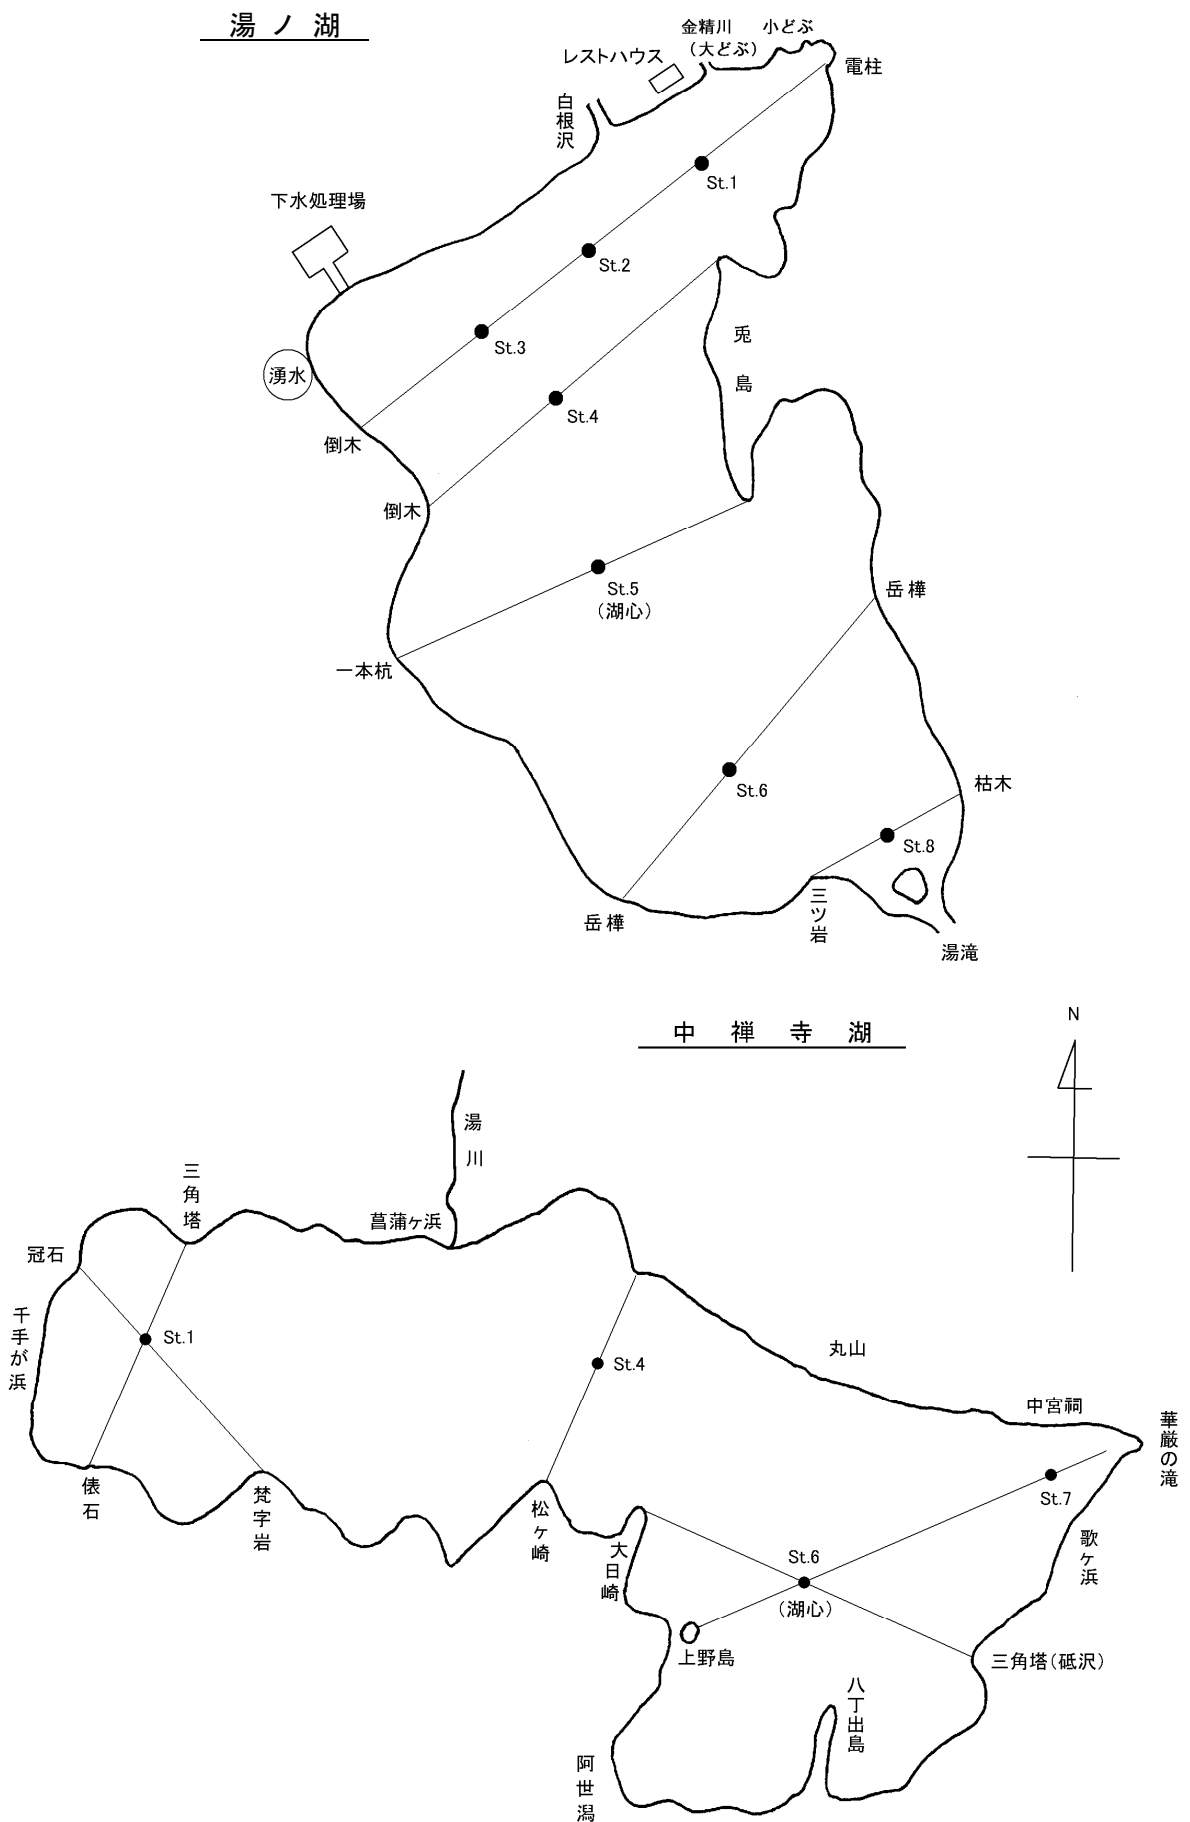 湯ノ湖
金精川
(大どぶ)
小どぶ
レストハウス
電柱
白根沢
St.1
下水処理場
St.2
St.3
兎島
湧水
St.4
倒木
倒木
St.5
(湖心)
岳樺
一本杭
St.6
枯木
St.8
三ツ岩
岳樺
湯滝
中禅寺湖
N
湯川
三角塔
菖蒲ヶ浜
冠石
千手が浜
St.1
St.4
丸山
中宮祠
華厳の滝
俵石
梵字岩
松ヶ崎
大日崎
St.7
歌ヶ浜
St.6
(湖心)
上野島
三角塔(砥沢)
八丁出島
阿世潟